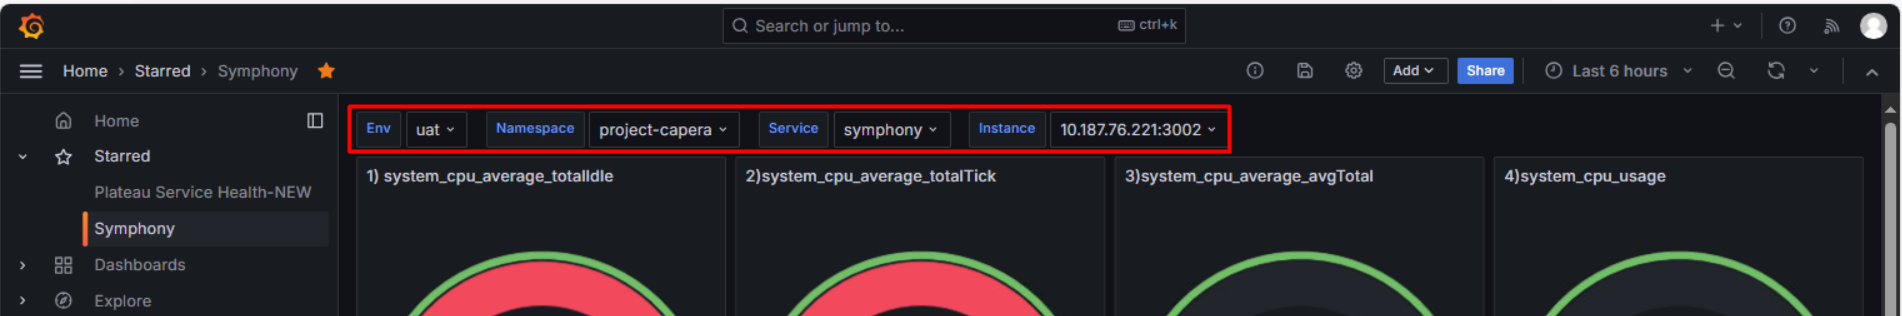 Search or jump to...
ctrl+k
Home › Starred › Symphony
Add
Share
Last 6 hours
Home
Starred
Plateau Service Health-NEW
Symphony
Dashboards
Explore
Env uat Namespace project-capera Service symphony Instance 10.187.76.221:3002
1) system_cpu_average_totalIdle
2)system_cpu_average_totalTick
3)system_cpu_average_avgTotal
4)system_cpu_usage